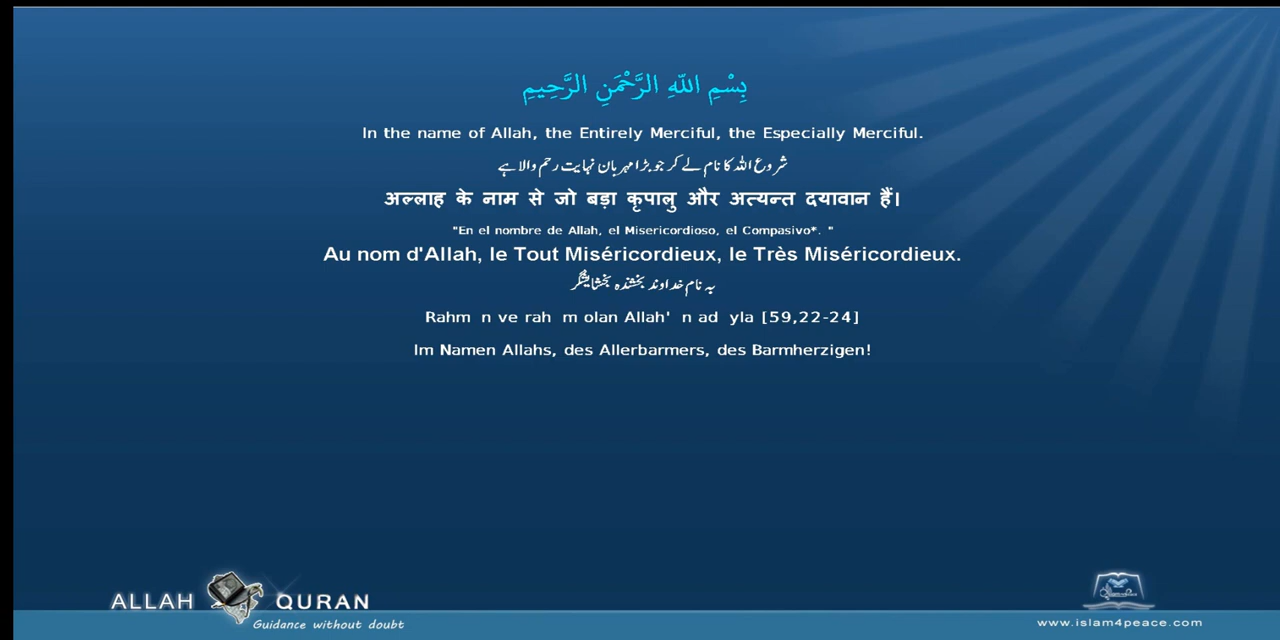 بِسْمِ اللّٰهِ الرَّحْمَنِ الرَّحِيمِ
In the name of Allah, the Entirely Merciful, the Especially Merciful.
شروع الله کا نام لے کر جو بڑا مہربان نہایت رحم والا ہے
अल्लाह के नाम से जो बड़ा कृपालु और अत्यन्त दयावान हैं।
"En el nombre de Allah, el Misericordioso, el Compasivo*. "
Au nom d'Allah, le Tout Miséricordieux, le Très Miséricordieux.
به نام خداوند بخشنده بخشایشگر
Rahm n ve rah m olan Allah' n ad yla [59,22-24]
Im Namen Allahs, des Allerbarmers, des Barmherzigen!
ALLAH QURAN
Guidance without doubt
www.islam4peace.com